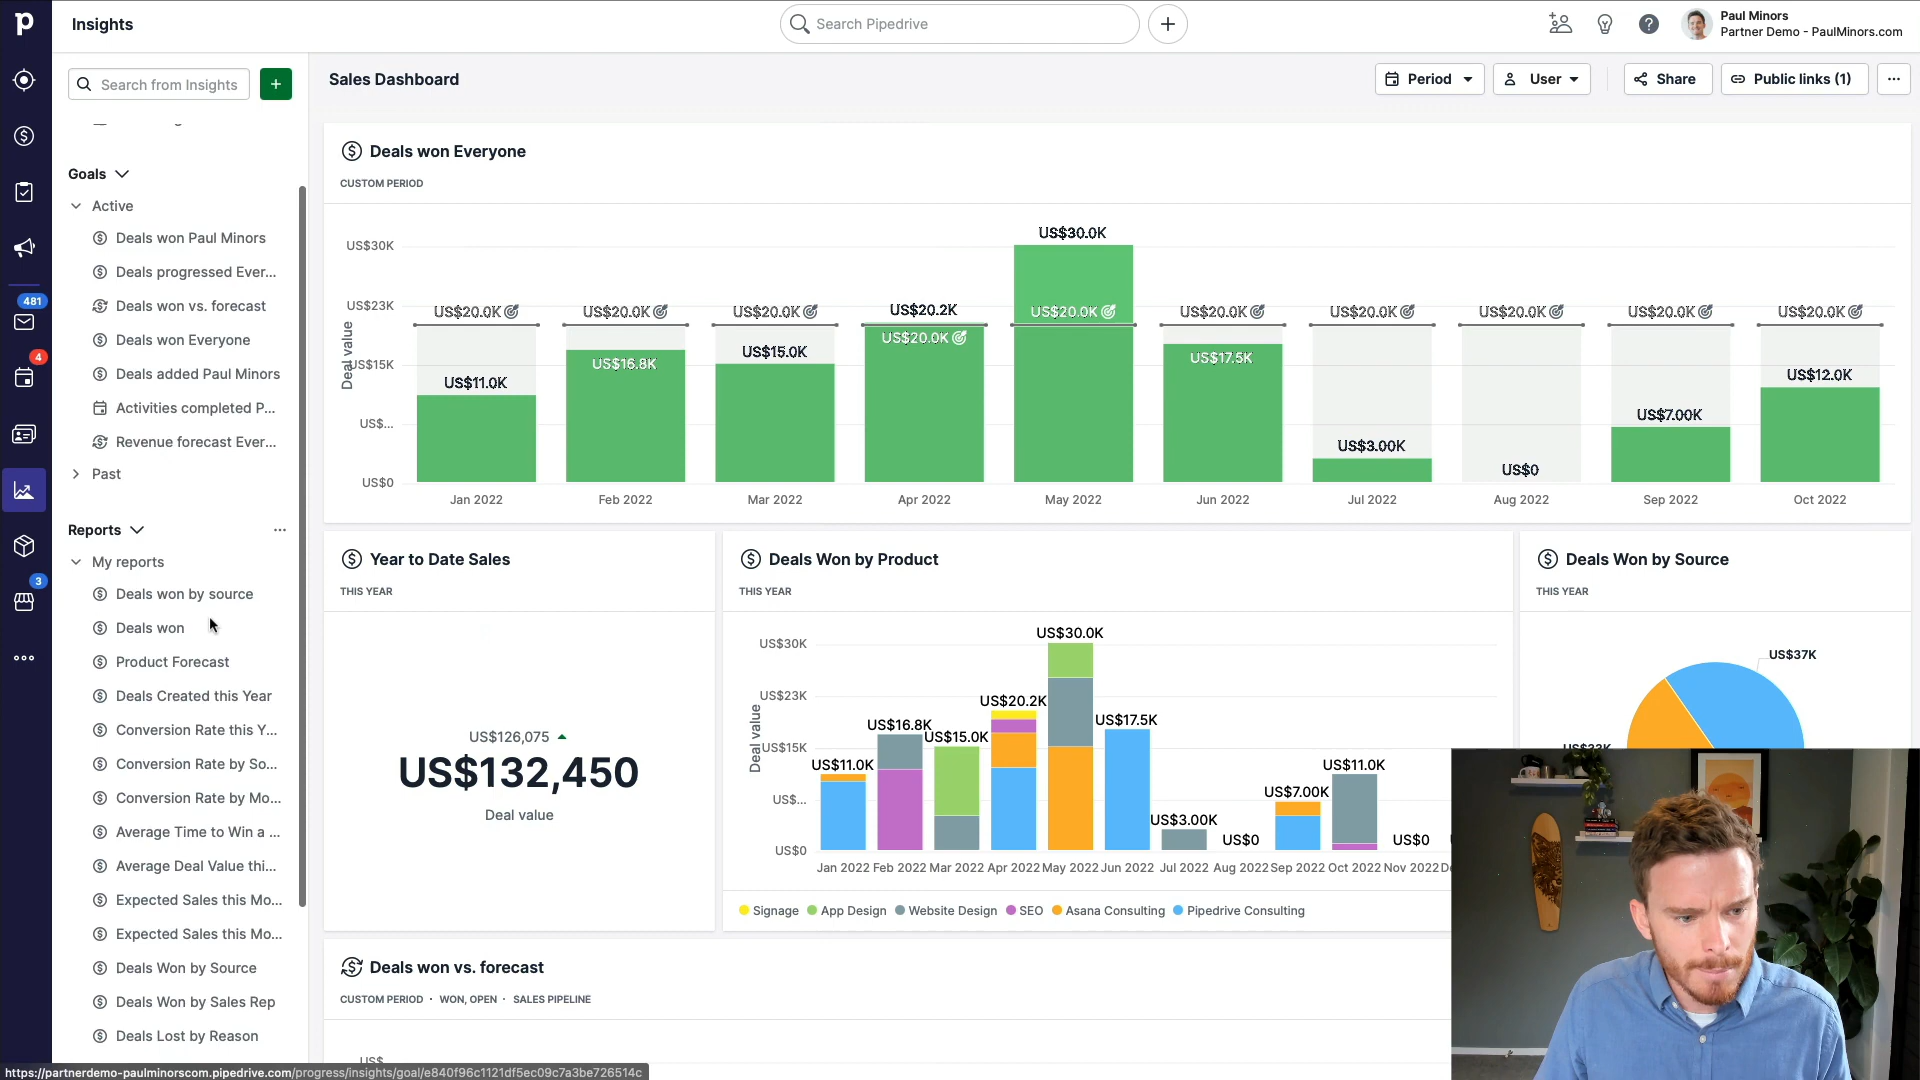 p
Insights
Search Pipedrive
Paul Minors
Partner Demo - PaulMinors.com
Search from Insights
Sales Dashboard
Period
User
Share
Public links (1)
Goals
Active
Deals won Paul Minors
Deals progressed Ever...
Deals won vs. forecast
Deals won Everyone
Deals added Paul Minors
Activities completed P...
Revenue forecast Ever...
Past
Reports
My reports
Deals won by source
Deals won
Product Forecast
Deals Created this Year
Conversion Rate this Y...
Conversion Rate by So...
Conversion Rate by Mo...
Average Time to Win a ...
Average Deal Value thi...
Expected Sales this Mo...
Expected Sales this Mo...
Deals Won by Source
Deals Won by Sales Rep
Deals Lost by Reason
481
4
3
Deals won Everyone
CUSTOM PERIOD
Deal value
US$30K
US$23K
US$15K
US$...
US$0
US$30.0K
US$20.0K US$20.0K US$20.0K US$20.2K US$20.0K US$20.0K US$20.0K US$20.0K US$20.0K US$20.0K
US$20.0K
US$11.0K US$16.8K US$15.0K US$17.5K US$3.00K US$0 US$7.00K US$12.0K
Jan 2022 Feb 2022 Mar 2022 Apr 2022 May 2022 Jun 2022 Jul 2022 Aug 2022 Sep 2022 Oct 2022
Year to Date Sales
THIS YEAR
US$126,075
US$132,450
Deal value
Deals Won by Product
THIS YEAR
Deal value
US$30K
US$23K
US$15K
US$...
US$0
US$11.0K US$16.8K US$15.0K US$20.2K US$30.0K US$17.5K US$3.00K US$0 US$7.00K US$11.0K US$0
Jan 2022 Feb 2022 Mar 2022 Apr 2022 May 2022 Jun 2022 Jul 2022 Aug 2022 Sep 2022 Oct 2022 Nov 2022
Signage App Design Website Design SEO Asana Consulting Pipedrive Consulting
Deals Won by Source
THIS YEAR
US$37K
Deals won vs. forecast
CUSTOM PERIOD · WON, OPEN · SALES PIPELINE
https://partnerdemo-paulminorscom.pipedrive.com/progress/insights/goal/e840f96c1121df5ec09c7a3be726514c